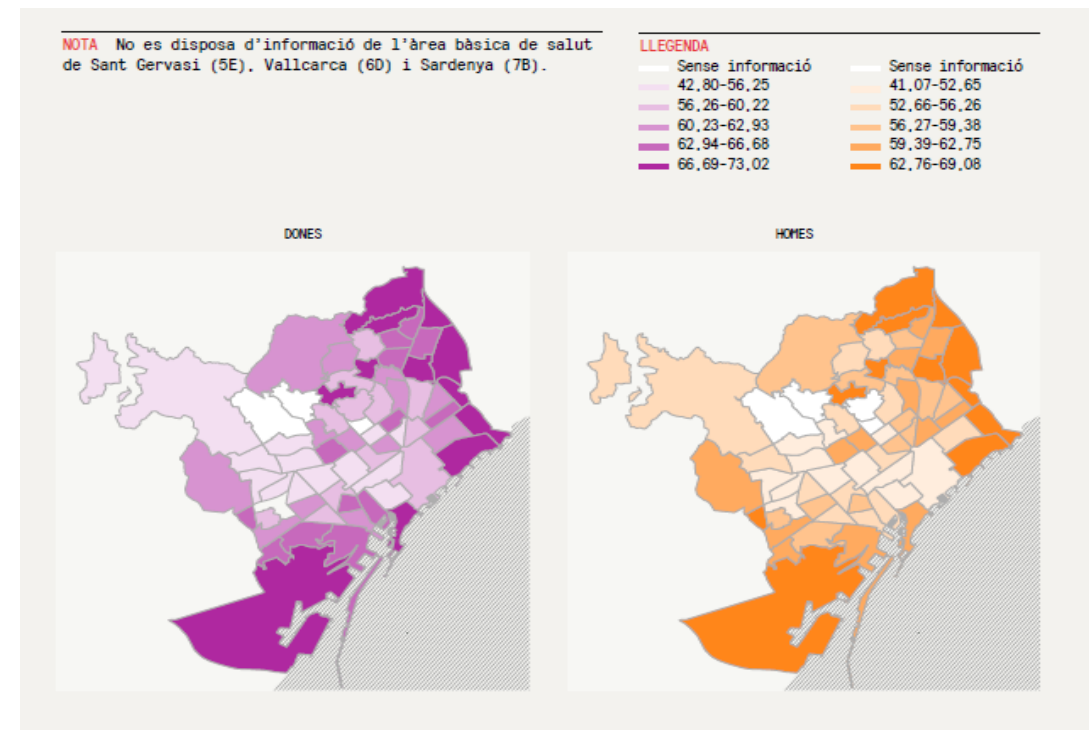 NOTA No es disposa d'informació de l'àrea bàsica de salut
de Sant Gervasi (5E), Vallcarca (6D) i Sardenya (7B).
LLEGENDA
Sense informació
42,80-56,25
56,26-60,22
60,23-62,93
62,94-66,68
66,69-73,02
Sense informació
41,07-52,65
52,66-56,26
56,27-59,38
59,39-62,75
62,76-69,08
DONES
HOMES